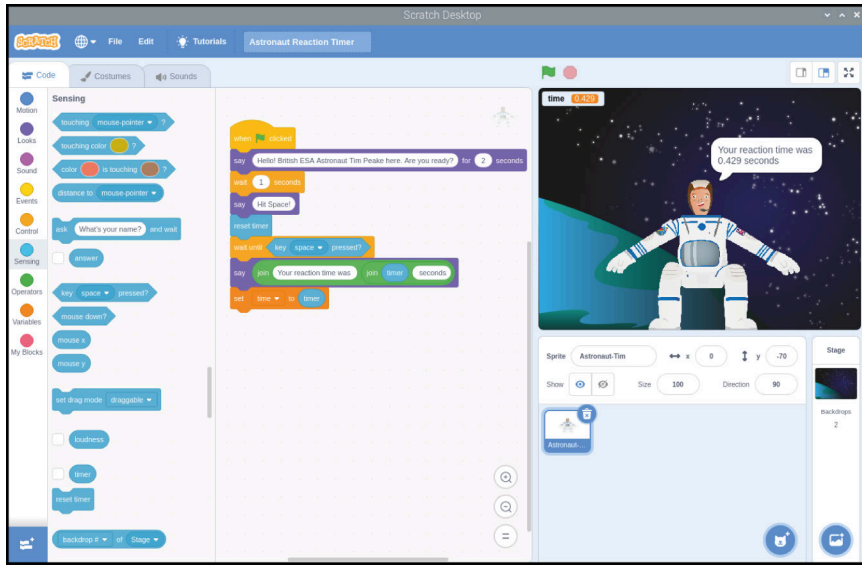 Scratch Desktop
SCRATCH File Edit Tutorials Astronaut Reaction Timer
Code Costumes Sounds
Motion
Looks
Sound
Events
Control
Sensing
Operators
Variables
My Blocks
Sensing
touching mouse-pointer ?
touching color ?
color is touching ?
distance to mouse-pointer
ask What's your name? and wait
answer
key space pressed?
mouse down?
mouse x
mouse y
set drag mode draggable
loudness
timer
reset timer
backdrop # of Stage
when clicked
say Hello! British ESA Astronaut Tim Peake here. Are you ready? for 2 seconds
wait 1 seconds
say Hit Space!
reset timer
wait until key space pressed?
say join Your reaction time was join timer seconds
set time to timer
time 0.429
Your reaction time was
0.429 seconds
Sprite Astronaut-Tim x 0 y -70
Show Size 100 Direction 90
Astronaut-...
Stage
Backdrops
2